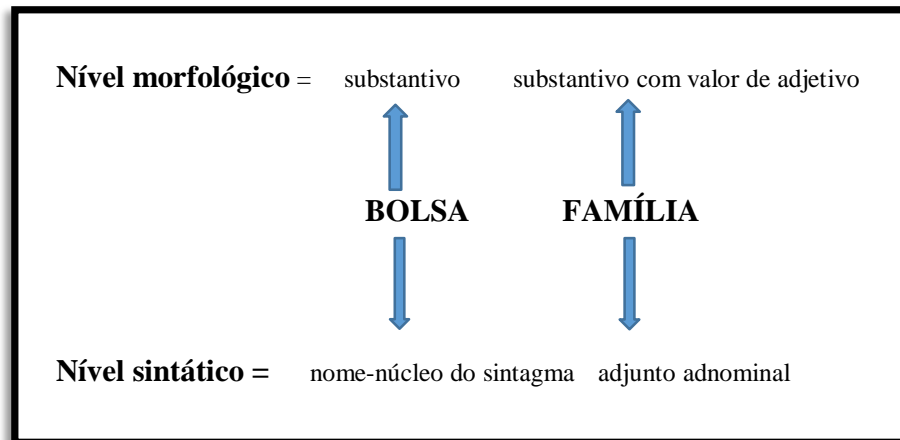 Nível morfológico = substantivo substantivo com valor de adjetivo
BOLSA FAMÍLIA
Nível sintático = nome-núcleo do sintagma adjunto adnominal